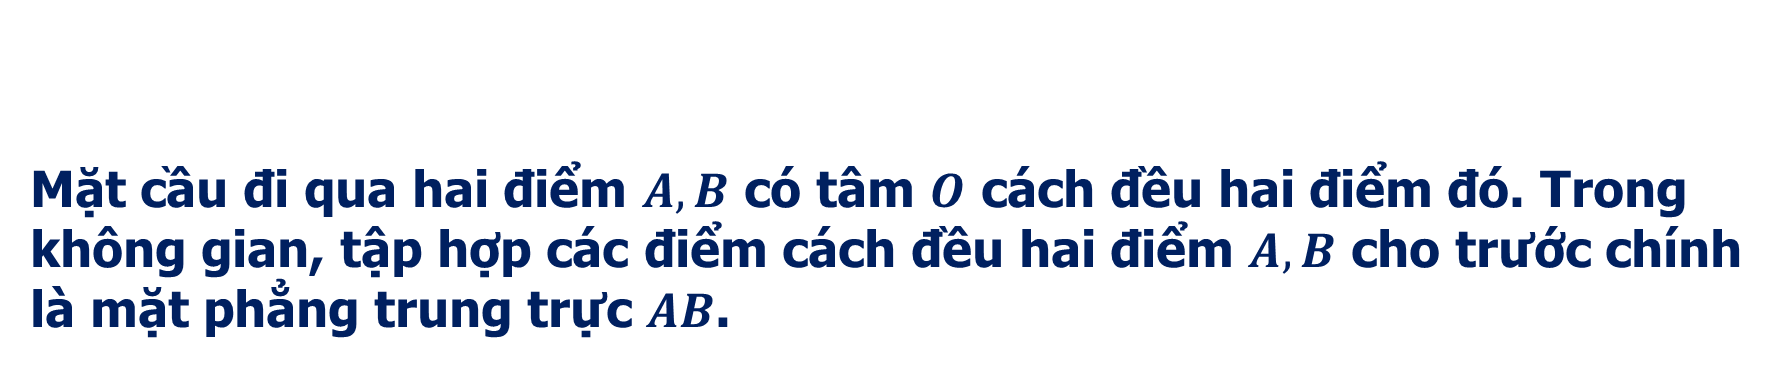 Mặt cầu đi qua hai điểm A, B có tâm O cách đều hai điểm đó. Trong
không gian, tập hợp các điểm cách đều hai điểm A, B cho trước chính
là mặt phẳng trung trực AB.